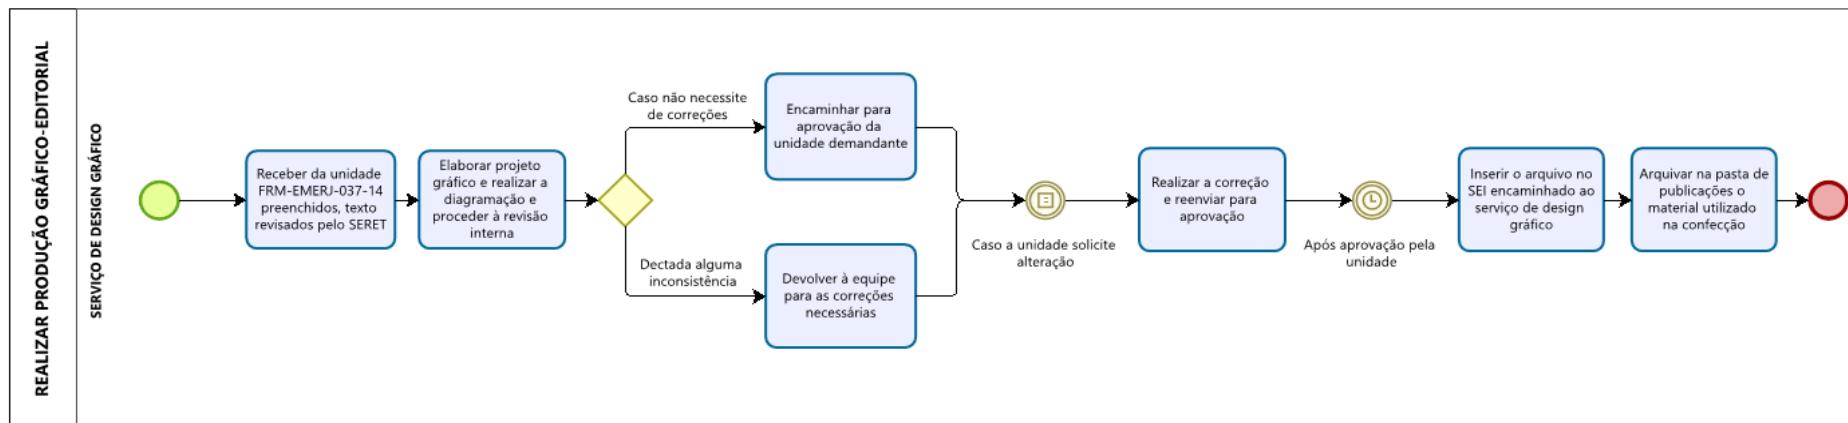 REALIZAR PRODUÇÃO GRÁFICO-EDITORIAL
SERVIÇO DE DESIGN GRÁFICO
Receber da unidade
FRM-EMERJ-037-14
preenchidos, texto
revisados pelo SERET
Elaborar projeto
gráfico e realizar a
diagramação e
proceder à revisão
interna
Caso não necessite
de correções
Encaminhar para
aprovação da
unidade demandante
Dectada alguma
inconsistência
Devolver à equipe
para as correções
necessárias
Caso a unidade solicite
alteração
Realizar a correção
e reenviar para
aprovação
Após aprovação pela
unidade
Inserir o arquivo no
SEI encaminhado ao
serviço de design
gráfico
Arquivar na pasta de
publicações o
material utilizado
na confecção